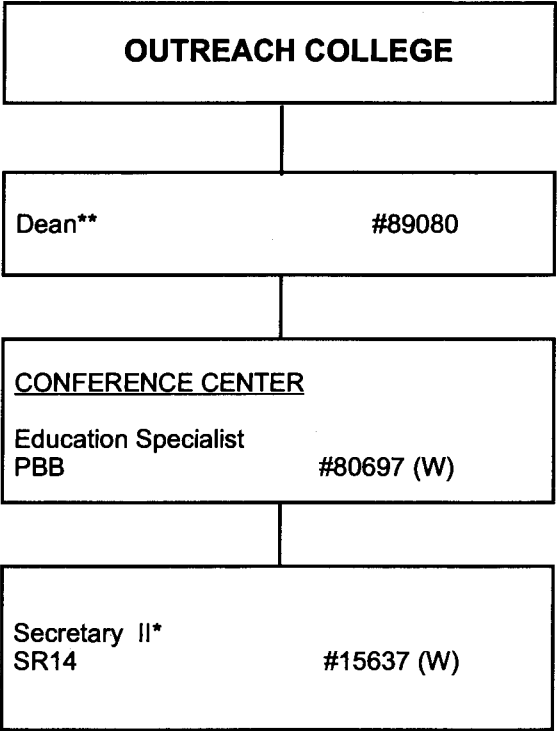 OUTREACH COLLEGE
Dean** #89080
CONFERENCE CENTER
Education Specialist
PBB #80697 (W)
Secretary II*
SR14 #15637 (W)